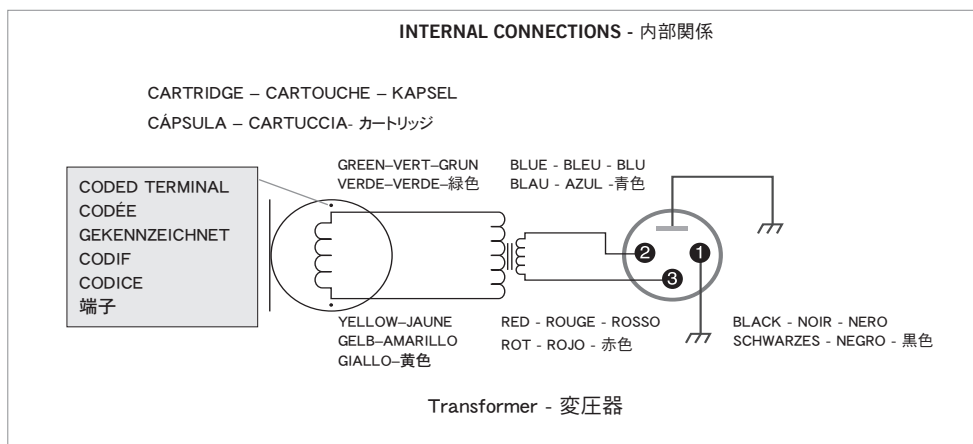 INTERNAL CONNECTIONS - 内部関係
CARTRIDGE – CARTOUCHE – KAPSEL
CÁPSULA – CARTUCCIA- カートリッジ
GREEN–VERT–GRUN
VERDE–VERDE–緑色
BLUE - BLEU - BLU
BLAU - AZUL -青色
CODED TERMINAL
CODÉE
GEKENNZEICHNET
CODIF
CODICE
端子
2
1
3
YELLOW–JAUNE
GELB–AMARILLO
GIALLO–黄色
RED - ROUGE - ROSSO
ROT - ROJO - 赤色
BLACK - NOIR - NERO
SCHWARZES - NEGRO - 黒色
Transformer - 変圧器